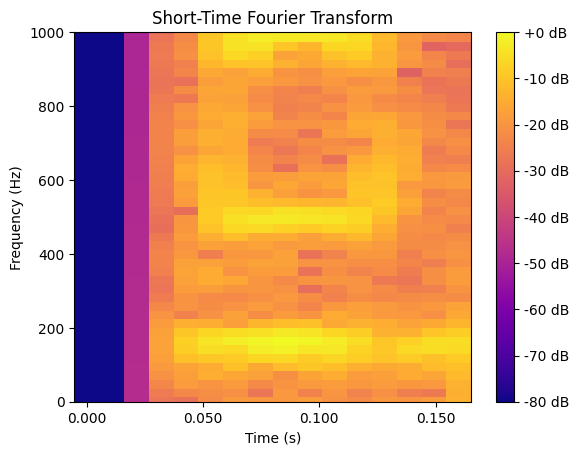 Short-Time Fourier Transform
1000
800
600
400
200
0
Frequency (Hz)
0.000
0.050
0.100
0.150
Time (s)
+0 dB
-10 dB
-20 dB
-30 dB
-40 dB
-50 dB
-60 dB
-70 dB
-80 dB